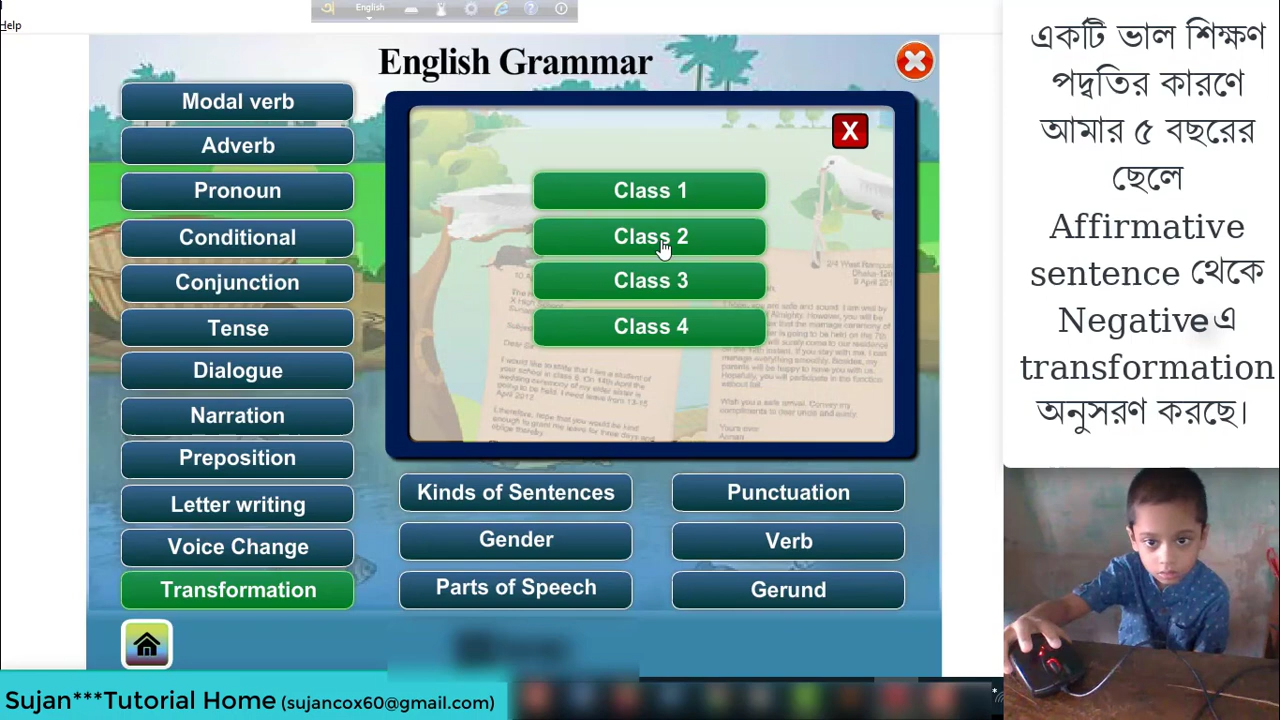 Help
English
English Grammar
Modal verb
Adverb
Pronoun
Conditional
Conjunction
Tense
Dialogue
Narration
Preposition
Letter writing
Voice Change
Transformation
X
Class 1
Class 2
Class 3
Class 4
Kinds of Sentences
Punctuation
Gender
Verb
Parts of Speech
Gerund
একটি ভাল শিক্ষণ
পদ্বতির কারণে
আমার ৫ বছরের
ছেলে
Affirmative
sentence থেকে
Negativeএ
transformation
অনুসরণ করছে।
Sujan***Tutorial Home (sujancox60@gmail.com)